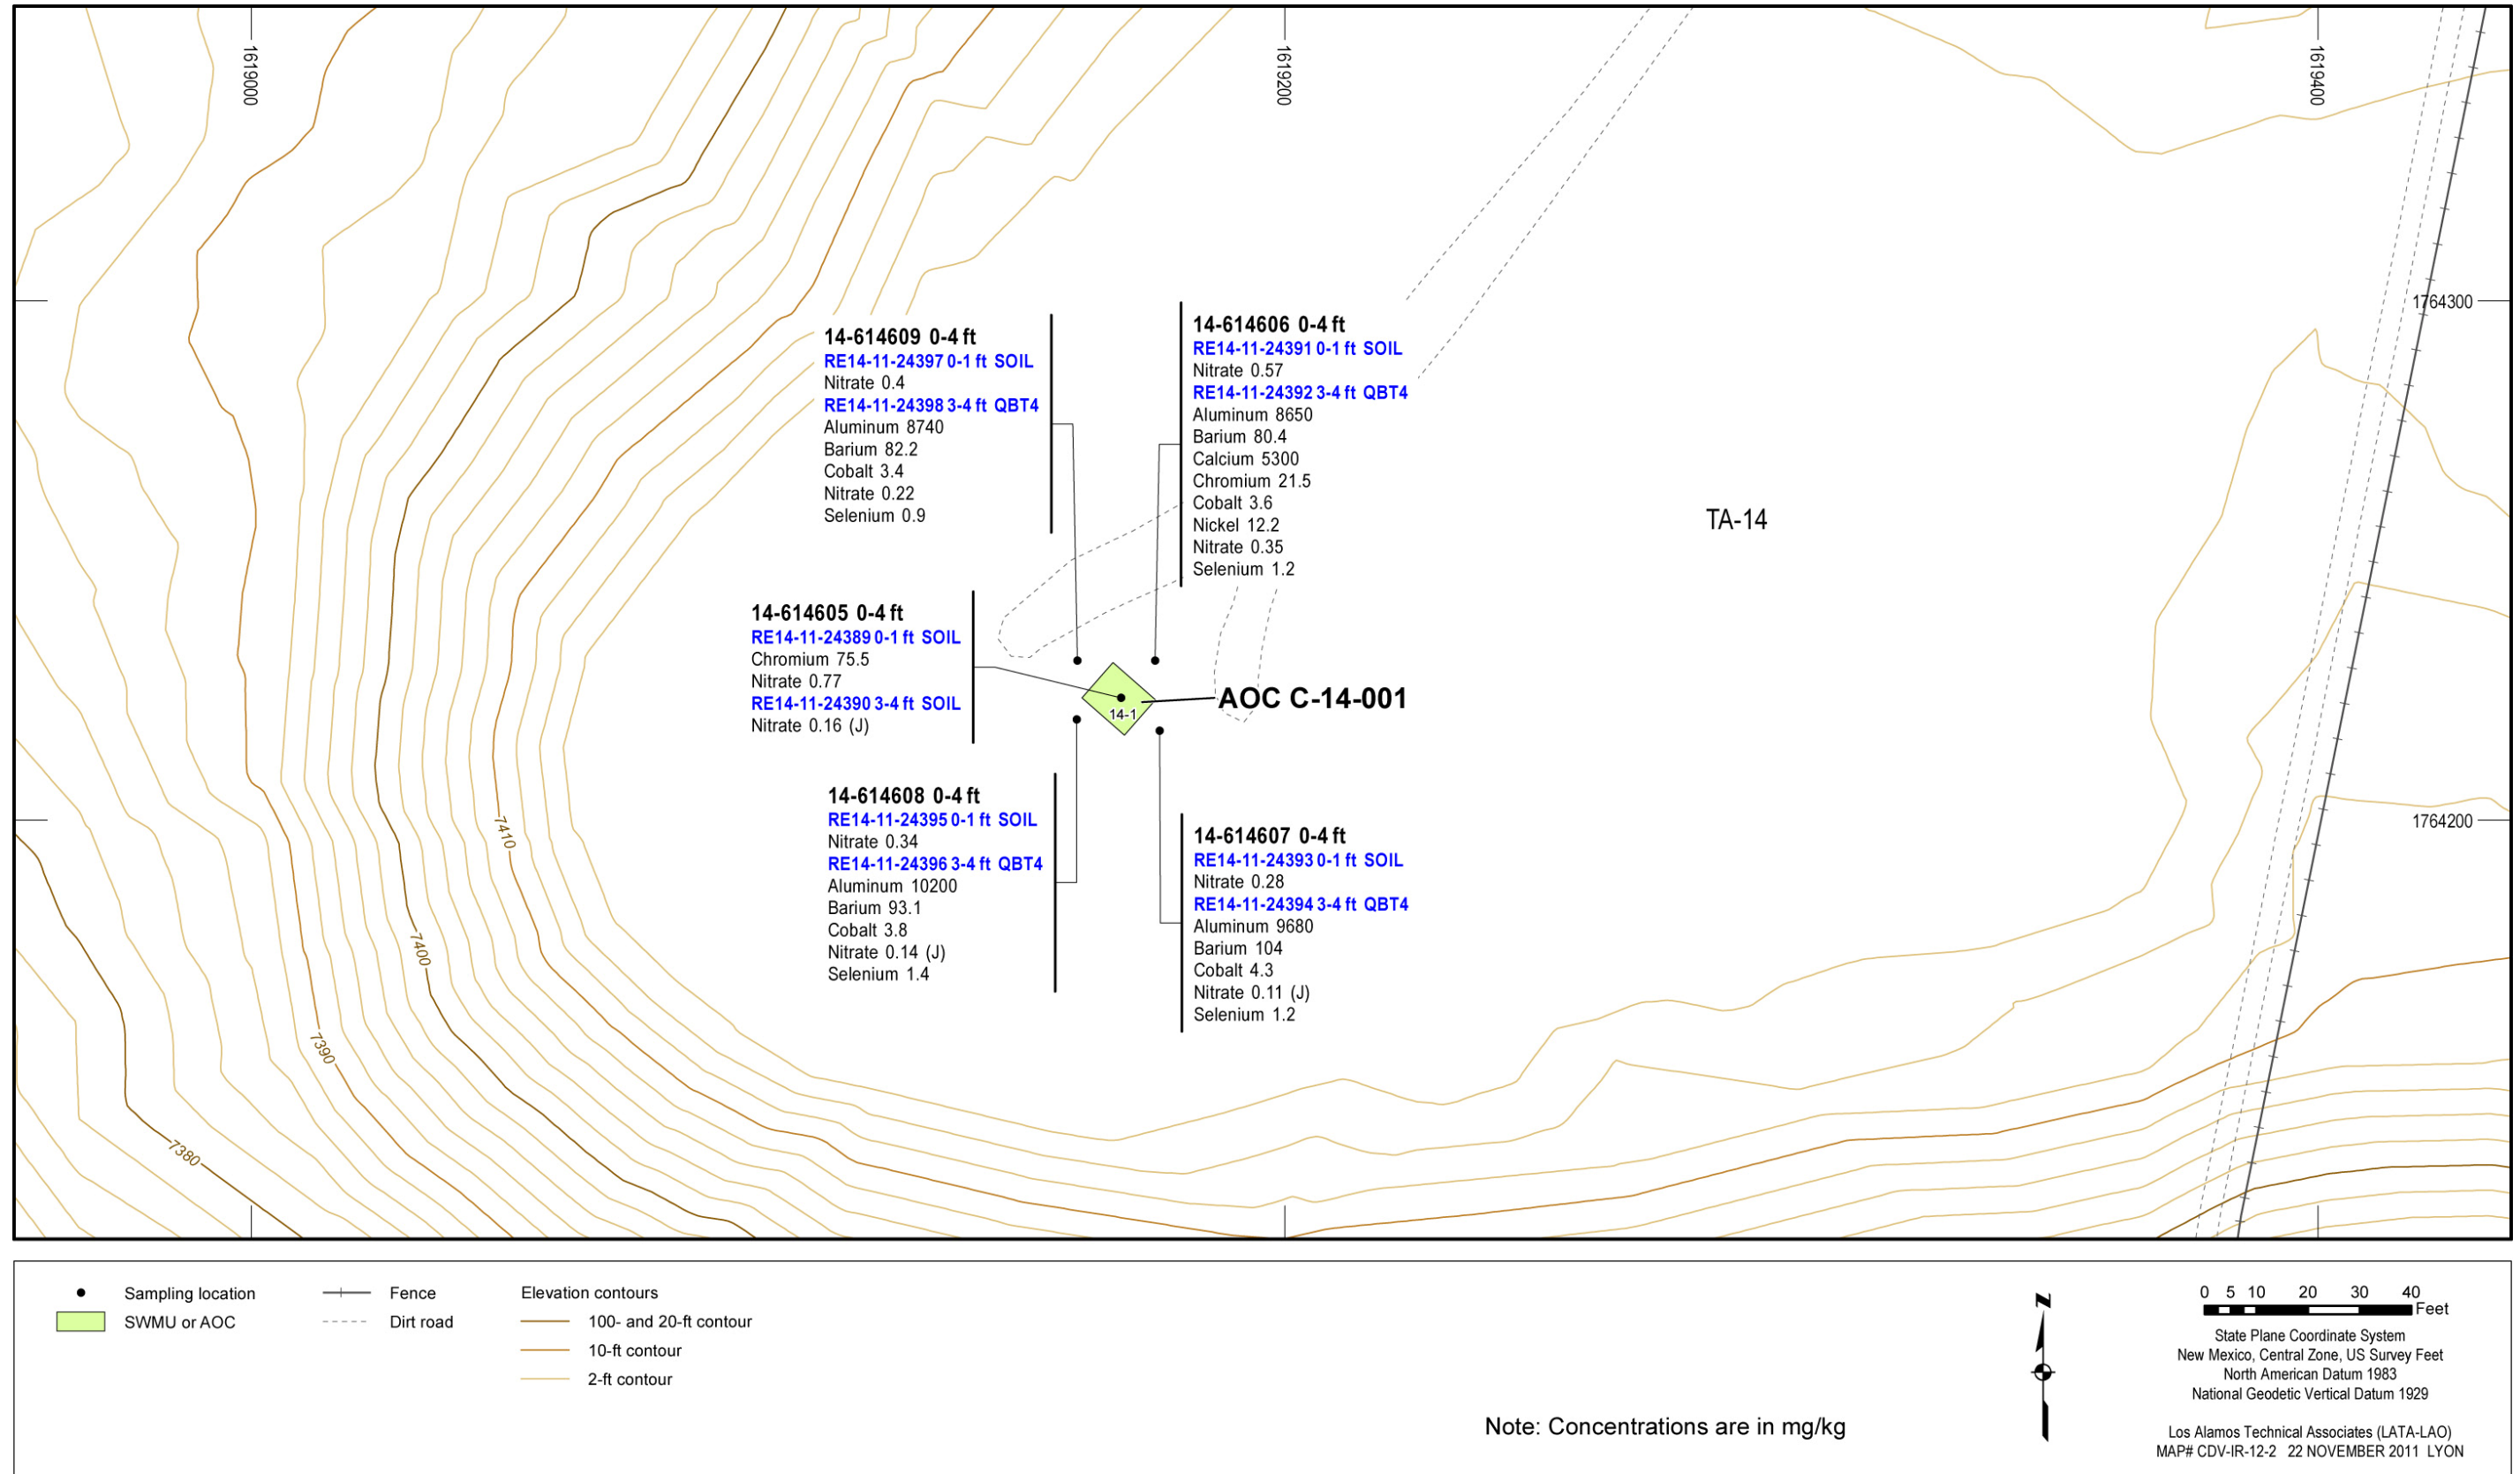 1619000
1619200
1619400
1764300
14-614609 0-4 ft
RE14-11-24397 0-1 ft SOIL
Nitrate 0.4
RE14-11-24398 3-4 ft QBT4
Aluminum 8740
Barium 82.2
Cobalt 3.4
Nitrate 0.22
Selenium 0.9
14-614606 0-4 ft
RE14-11-24391 0-1 ft SOIL
Nitrate 0.57
RE14-11-24392 3-4 ft QBT4
Aluminum 8650
Barium 80.4
Calcium 5300
Chromium 21.5
Cobalt 3.6
Nickel 12.2
Nitrate 0.35
Selenium 1.2
TA-14
14-614605 0-4 ft
RE14-11-24389 0-1 ft SOIL
Chromium 75.5
Nitrate 0.77
RE14-11-24390 3-4 ft SOIL
Nitrate 0.16 (J)
14-1
AOC C-14-001
14-614608 0-4 ft
RE14-11-24395 0-1 ft SOIL
Nitrate 0.34
RE14-11-24396 3-4 ft QBT4
Aluminum 10200
Barium 93.1
Cobalt 3.8
Nitrate 0.14 (J)
Selenium 1.4
14-614607 0-4 ft
RE14-11-24393 0-1 ft SOIL
Nitrate 0.28
RE14-11-24394 3-4 ft QBT4
Aluminum 9680
Barium 104
Cobalt 4.3
Nitrate 0.11 (J)
Selenium 1.2
1764200
7410
7400
7390
7380
Sampling location
SWMU or AOC
Fence
Dirt road
Elevation contours
100- and 20-ft contour
10-ft contour
2-ft contour
Note: Concentrations are in mg/kg
N
0 5 10 20 30 40
Feet
State Plane Coordinate System
New Mexico, Central Zone, US Survey Feet
North American Datum 1983
National Geodetic Vertical Datum 1929
Los Alamos Technical Associates (LATA-LAO)
MAP# CDV-IR-12-2 22 NOVEMBER 2011 LYON